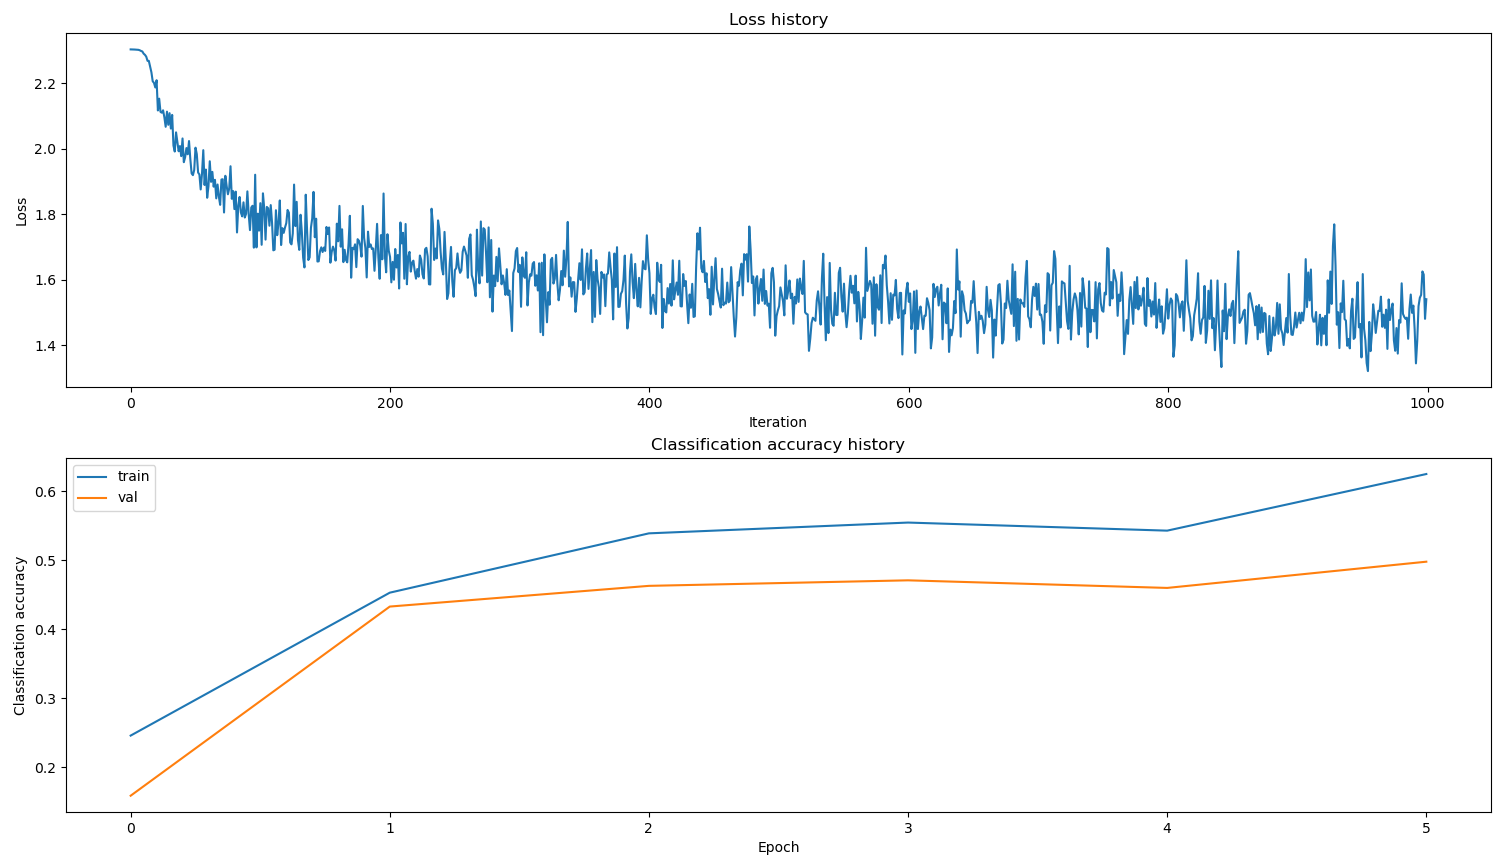 Loss history
Loss
2.2
2.0
1.8
1.6
1.4
0 200 400 600 800 1000
Iteration
Classification accuracy history
train
val
Classification accuracy
0.6
0.5
0.4
0.3
0.2
0 1 2 3 4 5
Epoch